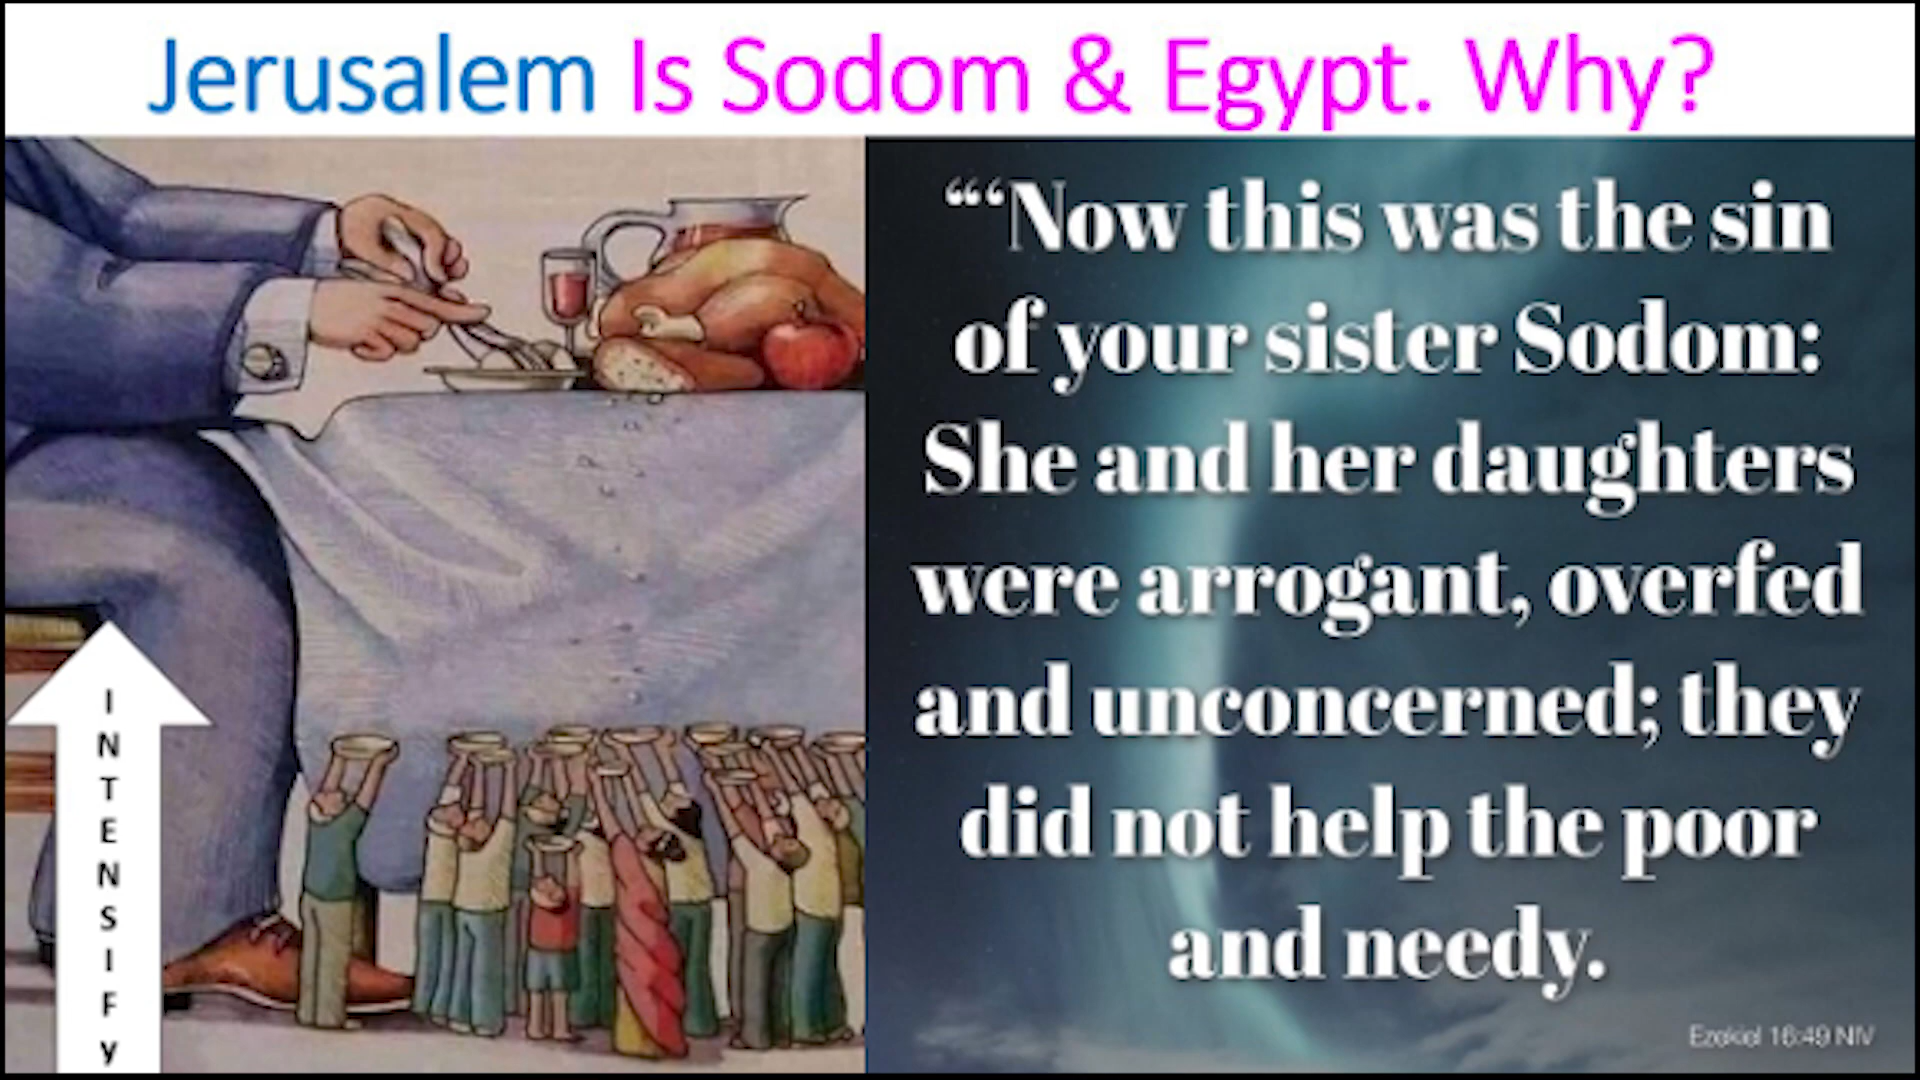 Jerusalem Is Sodom & Egypt. Why?
“‘Now this was the sin
of your sister Sodom:
She and her daughters
were arrogant, overfed
and unconcerned; they
did not help the poor
and needy.
Ezekiel 16:49 NIV
I
N
T
E
N
S
I
F
y